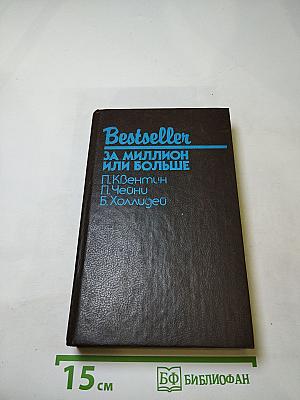 Bestseller
ЗА МИЛЛИОН
ИЛИ БОЛЬШЕ
П. Квентин
П. Чейни
Б. Холлидей
15 см
БФ БИБЛИОФАН